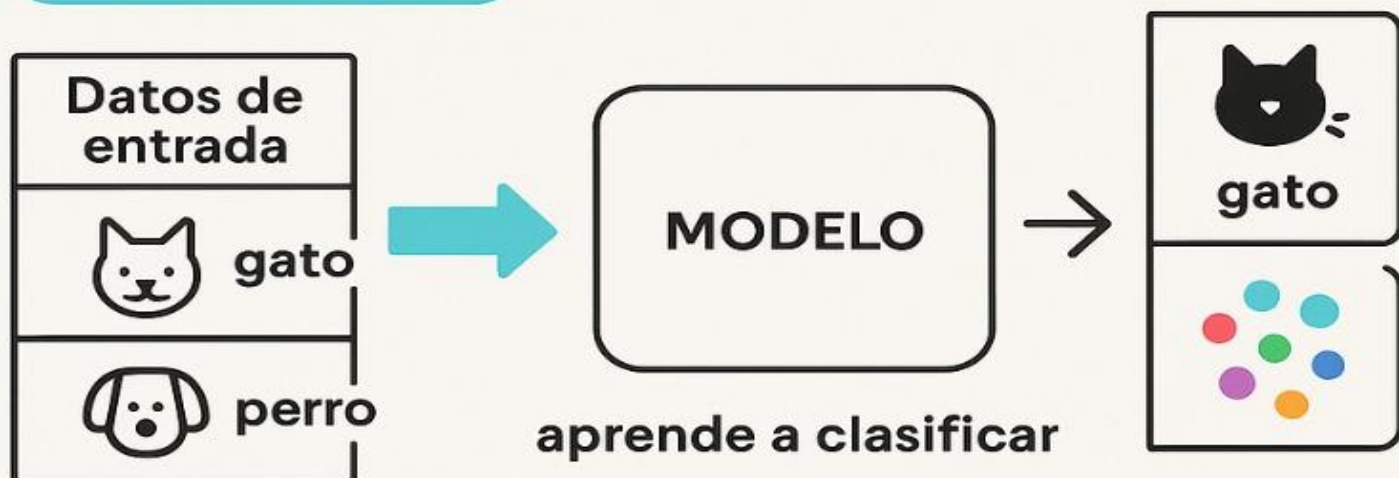 Datos de
entrada
gato
perro
MODELO
aprende a clasificar
gato